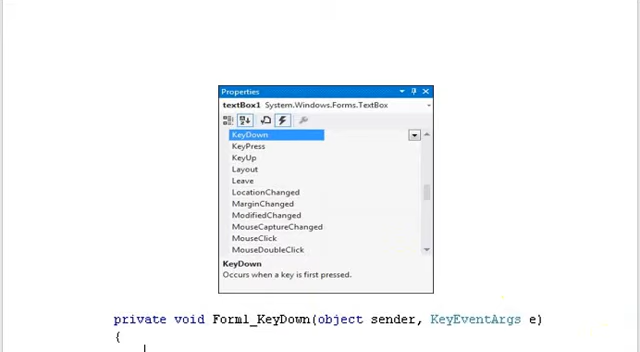 Properties
textBox1 System.Windows.Forms.TextBox
KeyDown
KeyPress
KeyUp
Layout
Leave
LocationChanged
MarginChanged
ModifiedChanged
MouseCaptureChanged
MouseClick
MouseDoubleClick
KeyDown
Occurs when a key is first pressed.
private void Form1_KeyDown(object sender, KeyEventArgs e)
{